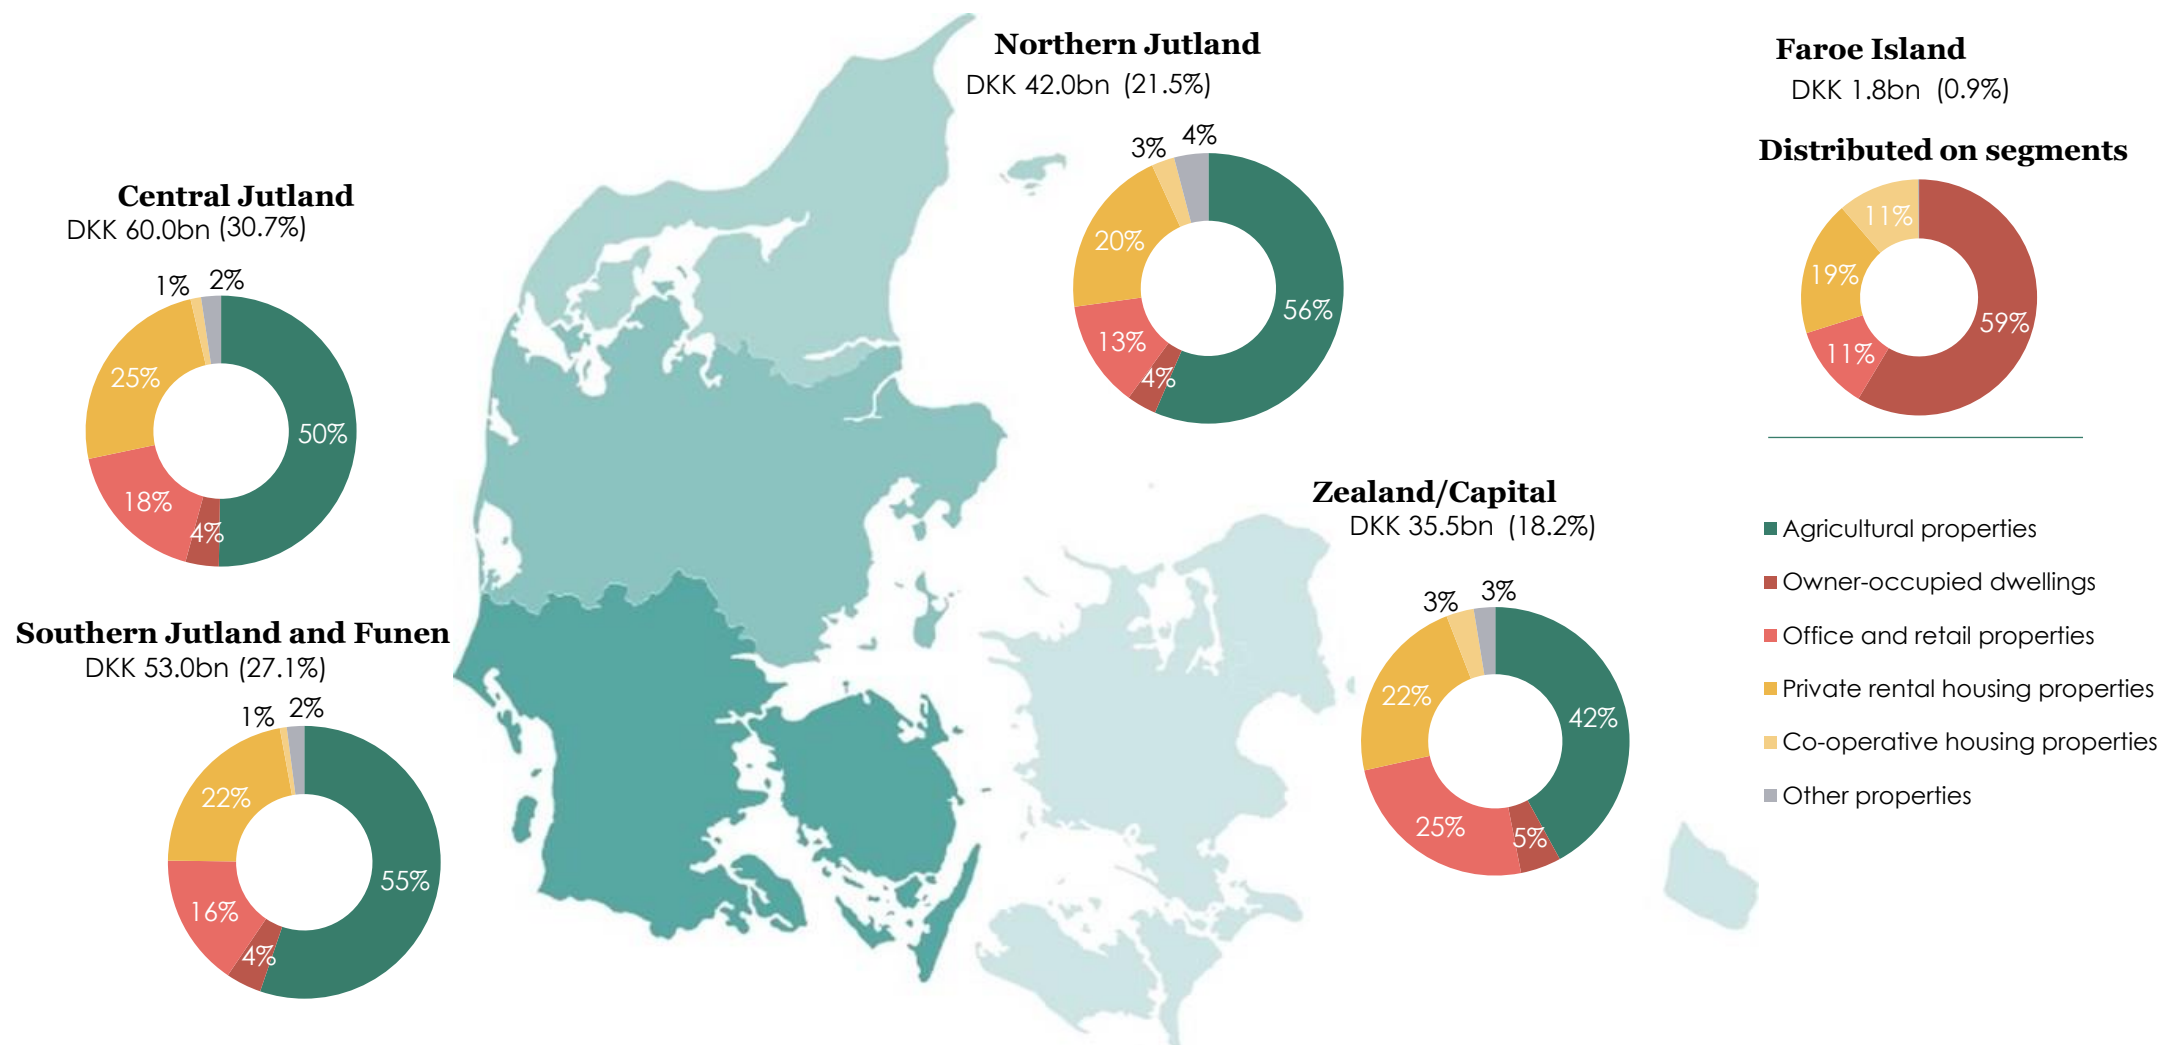 Northern Jutland
DKK 42.0bn (21.5%)
3%
4%
20%
56%
13%
4%
Faroe Island
DKK 1.8bn (0.9%)
Distributed on segments
11%
19%
59%
11%
Central Jutland
DKK 60.0bn (30.7%)
1%
2%
25%
50%
18%
4%
Zealand/Capital
DKK 35.5bn (18.2%)
3%
3%
22%
42%
25%
5%
Southern Jutland and Funen
DKK 53.0bn (27.1%)
1%
2%
22%
55%
16%
4%
Agricultural properties
Owner-occupied dwellings
Office and retail properties
Private rental housing properties
Co-operative housing properties
Other properties